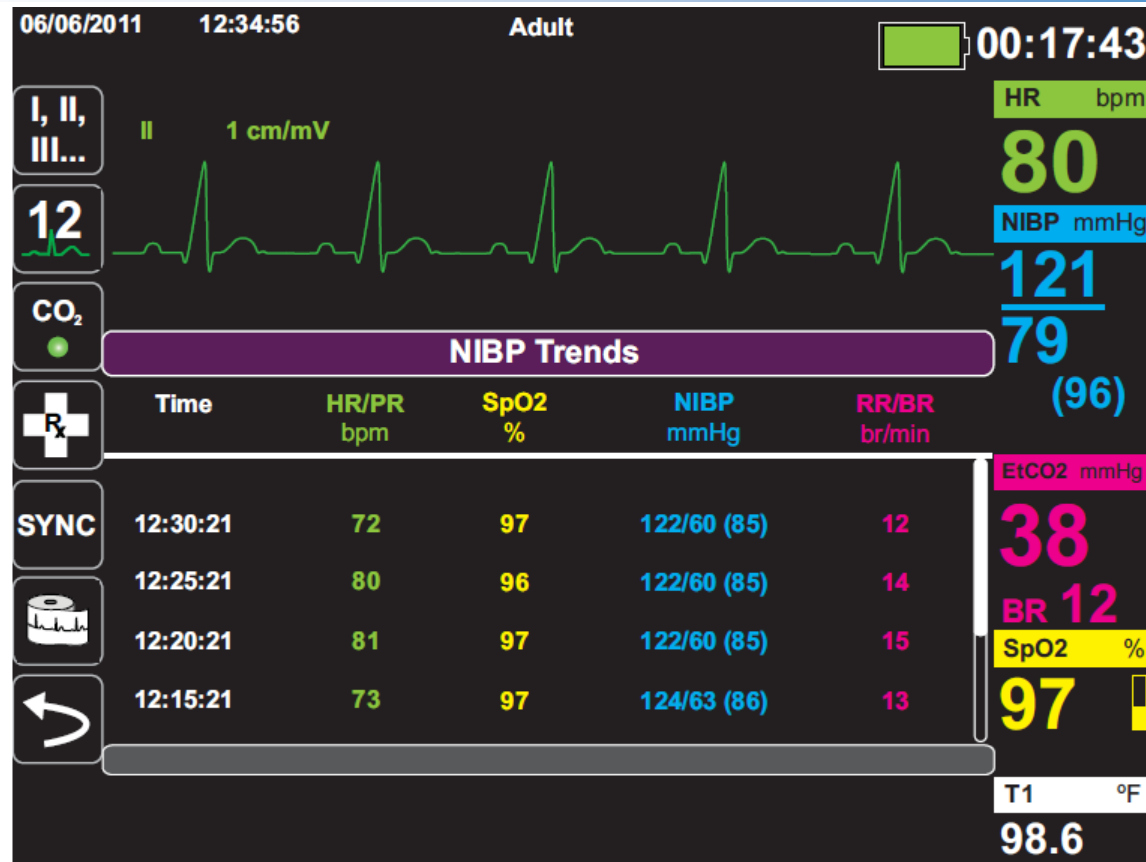 06/06/2011 12:34:56 Adult 00:17:43
I, II,
III...
II 1 cm/mV
12
CO₂
Rx
SYNC
NIBP Trends
Time HR/PR SpO2 NIBP RR/BR
bpm % mmHg br/min
12:30:21 72 97 122/60 (85) 12
12:25:21 80 96 122/60 (85) 14
12:20:21 81 97 122/60 (85) 15
12:15:21 73 97 124/63 (86) 13
HR bpm
80
NIBP mmHg
121
79
(96)
EtCO2 mmHg
38
BR 12
SpO2 %
97
T1 ºF
98.6